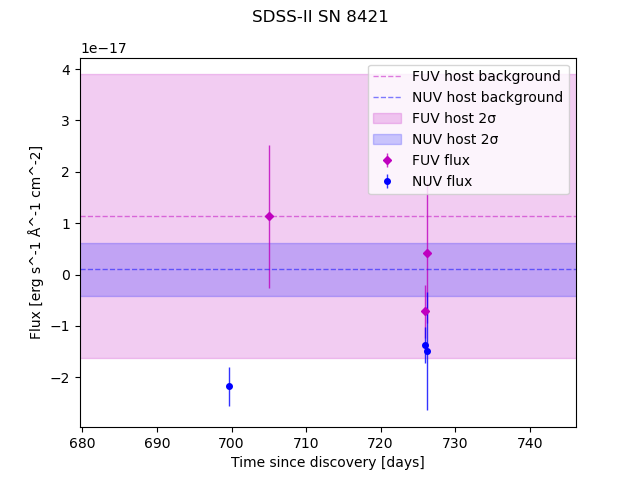 SDSS-II SN 8421
1e−17
FUV host background
NUV host background
FUV host 2σ
NUV host 2σ
FUV flux
NUV flux
4
3
2
1
0
−1
−2
Flux [erg s^-1 Å^-1 cm^-2]
680 690 700 710 720 730 740
Time since discovery [days]